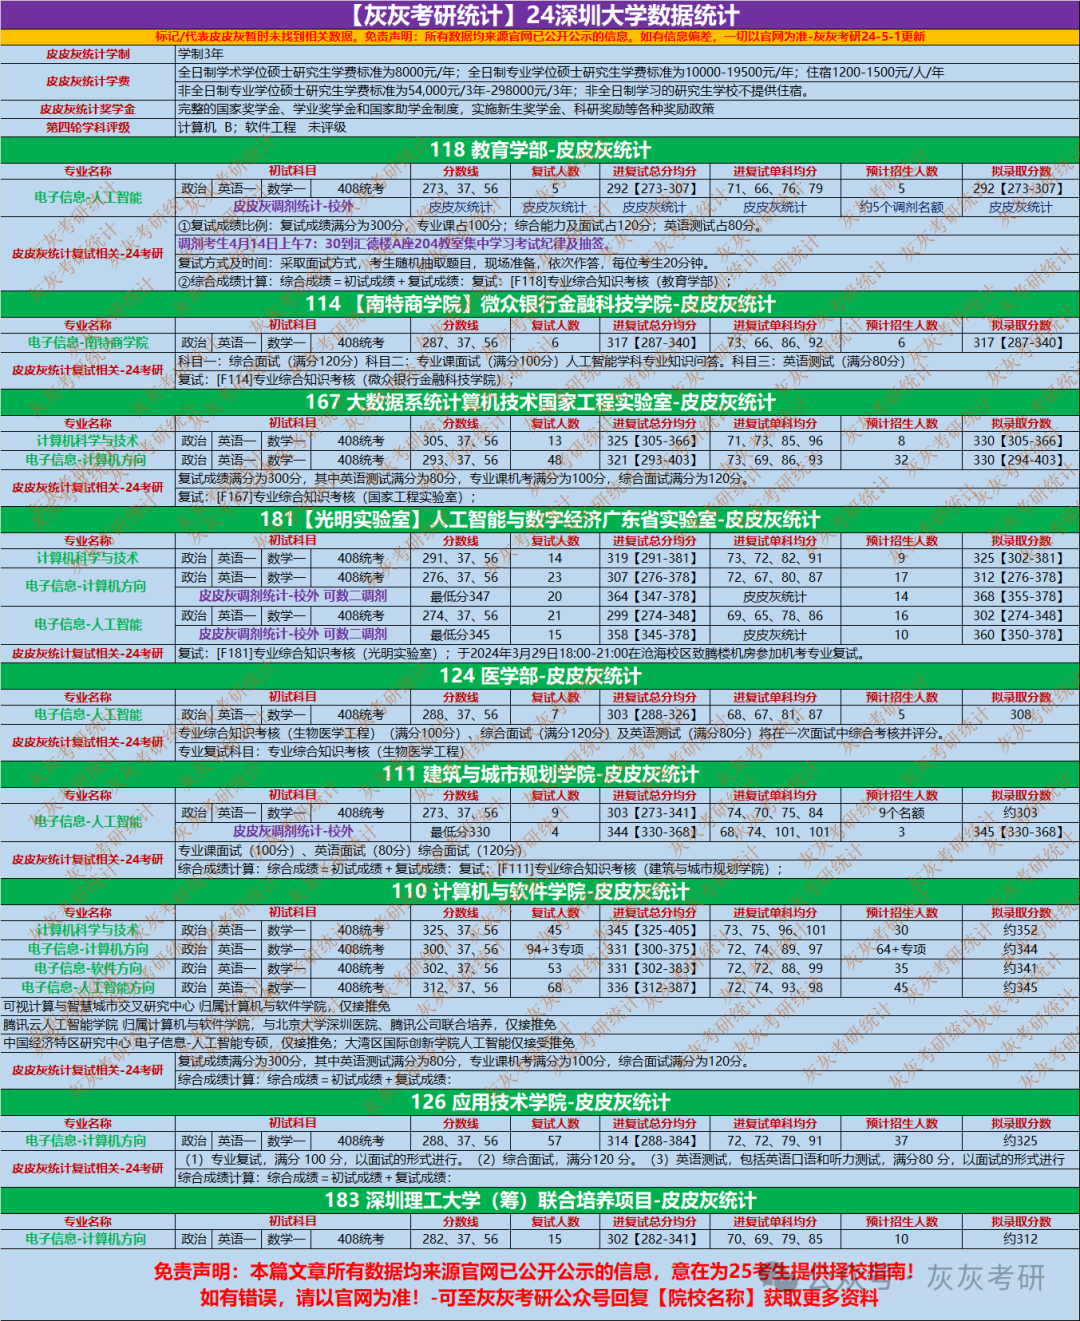 【灰灰考研统计】24深圳大学数据统计
标记/代表皮皮灰暂时未找到相关数据。免责声明：所有数据均来源官网已公开公示的信息。如有信息偏差，一切以官网为准-灰灰考研24-5-1更新
皮皮灰统计学制 学制3年
皮皮灰统计学费 全日制学术学位硕士研究生学费标准为8000元/年；全日制专业学位硕士研究生学费标准为10000-19500元/年；住宿1200-1500元/人/年
非全日制专业学位硕士研究生学费标准为54,000元/3年-298000元/3年；非全日制学习的研究生学校不提供住宿。
皮皮灰统计奖学金 完整的国家奖学金、学业奖学金和国家助学金制度，实施新生奖学金、科研奖励等各种奖励政策
第四轮学科评级 计算机 B；软件工程 未评级
118 教育学部-皮皮灰统计
专业名称 初试科目 分数线 复试人数 进复试总分均分 进复试单科均分 预计招生人数 拟录取分数
电子信息-人工智能 政治 英语一 数学一 408统考 273、37、56 5 292【273-307】 71、66、76、79 5 292【273-307】
皮皮灰调剂统计-校外 皮皮灰统计 皮皮灰统计 皮皮灰统计 皮皮灰统计 约5个调剂名额 皮皮灰统计
皮皮灰统计复试相关-24考研 ①复试成绩比例：复试成绩满分为300分，专业课占100分；综合能力及面试占120分；英语测试占80分。
调剂考生4月14日上午7：30到汇德楼A座204教室集中学习考试纪律及抽签。
复试方式及时间：采取面试方式，考生随机抽取题目，现场准备，依次作答，每位考生20分钟。
②综合成绩计算：综合成绩＝初试成绩＋复试成绩：复试：[F118]专业综合知识考核（教育学部）；
114 【南特商学院】微众银行金融科技学院-皮皮灰统计
专业名称 初试科目 分数线 复试人数 进复试总分均分 进复试单科均分 预计招生人数 拟录取分数
电子信息-南特商学院 政治 英语一 数学一 408统考 287、37、56 6 317【287-340】 73、66、86、92 6 317【287-340】
皮皮灰统计复试相关-24考研 科目一：综合面试（满分120分）科目二：专业课面试（满分100分）人工智能学科专业知识问答。科目三：英语测试（满分80分）
复试：[F114]专业综合知识考核（微众银行金融科技学院）；
167 大数据系统计算机技术国家工程实验室-皮皮灰统计
专业名称 初试科目 分数线 复试人数 进复试总分均分 进复试单科均分 预计招生人数 拟录取分数
计算机科学与技术 政治 英语一 数学一 408统考 305、37、56 13 325【305-366】 71、73、85、96 8 330【305-366】
电子信息-计算机方向 政治 英语一 数学一 408统考 293、37、56 48 321【293-403】 73、69、86、93 32 330【294-403】
皮皮灰统计复试相关-24考研 复试成绩满分为300分，其中英语测试满分为80分，专业课机考满分为100分，综合面试满分为120分。
复试：[F167]专业综合知识考核（国家工程实验室）；
181【光明实验室】人工智能与数字经济广东省实验室-皮皮灰统计
专业名称 初试科目 分数线 复试人数 进复试总分均分 进复试单科均分 预计招生人数 拟录取分数
计算机科学与技术 政治 英语一 数学一 408统考 291、37、56 14 319【291-381】 73、72、82、91 9 325【302-381】
电子信息-计算机方向 政治 英语一 数学一 408统考 276、37、56 23 307【276-378】 72、67、80、87 17 312【276-378】
皮皮灰调剂统计-校外 可数二调剂 最低分347 20 364【347-378】 皮皮灰统计 14 368【355-378】
电子信息-人工智能 政治 英语一 数学一 408统考 274、37、56 21 299【274-348】 69、65、78、86 16 302【274-348】
皮皮灰调剂统计-校外 可数二调剂 最低分345 15 358【345-378】 皮皮灰统计 10 360【350-378】
皮皮灰统计复试相关-24考研 复试：[F181]专业综合知识考核（光明实验室）；于2024年3月29日18:00-21:00在沧海校区致腾楼机房参加机考专业复试。
124 医学部-皮皮灰统计
专业名称 初试科目 分数线 复试人数 进复试总分均分 进复试单科均分 预计招生人数 拟录取分数
电子信息-人工智能 政治 英语一 数学一 408统考 288、37、56 7 303【288-326】 68、67、81、87 5 308
皮皮灰统计复试相关-24考研 专业综合知识考核（生物医学工程）（满分100分）、综合面试（满分120分）及英语测试（满分80分）将在一次面试中综合考核并评分。
专业复试科目：专业综合知识考核（生物医学工程）
111 建筑与城市规划学院-皮皮灰统计
专业名称 初试科目 分数线 复试人数 进复试总分均分 进复试单科均分 预计招生人数 拟录取分数
电子信息-人工智能 政治 英语一 数学一 408统考 273、37、56 9 303【273-341】 74、70、75、84 9个名额 约303
皮皮灰调剂统计-校外 最低分330 4 344【330-368】 68、74、101、101 3 345【330-368】
皮皮灰统计复试相关-24考研 专业课面试（100分）、英语面试（80分）综合面试（120分）
综合成绩计算：综合成绩＝初试成绩＋复试成绩：复试：[F111]专业综合知识考核（建筑与城市规划学院）；
110 计算机与软件学院-皮皮灰统计
专业名称 初试科目 分数线 复试人数 进复试总分均分 进复试单科均分 预计招生人数 拟录取分数
计算机科学与技术 政治 英语一 数学一 408统考 325、37、56 45 345【325-405】 73、75、96、101 30 约352
电子信息-计算机方向 政治 英语一 数学一 408统考 300、37、56 94+3专项 331【300-375】 72、74、89、97 64+专项 约344
电子信息-软件方向 政治 英语一 数学一 408统考 302、37、56 53 331【302-383】 72、72、88、99 35 约341
电子信息-人工智能方向 政治 英语一 数学一 408统考 312、37、56 68 336【312-387】 72、74、93、98 45 约345
可视计算与智慧城市交叉研究中心 归属计算机与软件学院，仅接推免
腾讯云人工智能学院 归属计算机与软件学院，与北京大学深圳医院、腾讯公司联合培养，仅接推免
中国经济特区研究中心 电子信息-人工智能专硕，仅接推免；大湾区国际创新学院人工智能仅接受推免
皮皮灰统计复试相关-24考研 复试成绩满分为300分，其中英语测试满分为80分，专业课机考满分为100分，综合面试满分为120分。
综合成绩计算：综合成绩＝初试成绩＋复试成绩：
126 应用技术学院-皮皮灰统计
专业名称 初试科目 分数线 复试人数 进复试总分均分 进复试单科均分 预计招生人数 拟录取分数
电子信息-计算机方向 政治 英语一 数学一 408统考 288、37、56 57 314【288-384】 72、72、79、91 37 约325
皮皮灰统计复试相关-24考研 （1）专业复试，满分 100 分，以面试的形式进行。（2）综合面试，满分120 分。（3）英语测试，包括英语口语和听力测试，满分80 分，以面试的形式进行
综合成绩计算：综合成绩＝初试成绩＋复试成绩：
183 深圳理工大学（筹）联合培养项目-皮皮灰统计
专业名称 初试科目 分数线 复试人数 进复试总分均分 进复试单科均分 预计招生人数 拟录取分数
电子信息-计算机方向 政治 英语一 数学一 408统考 282、37、56 15 302【282-341】 70、69、79、85 10 约312
免责声明：本篇文章所有数据均来源官网已公开公示的信息，意在为25考生提供择校指南！
如有错误，请以官网为准！-可至灰灰考研公众号回复【院校名称】获取更多资料
公众号 灰灰考研